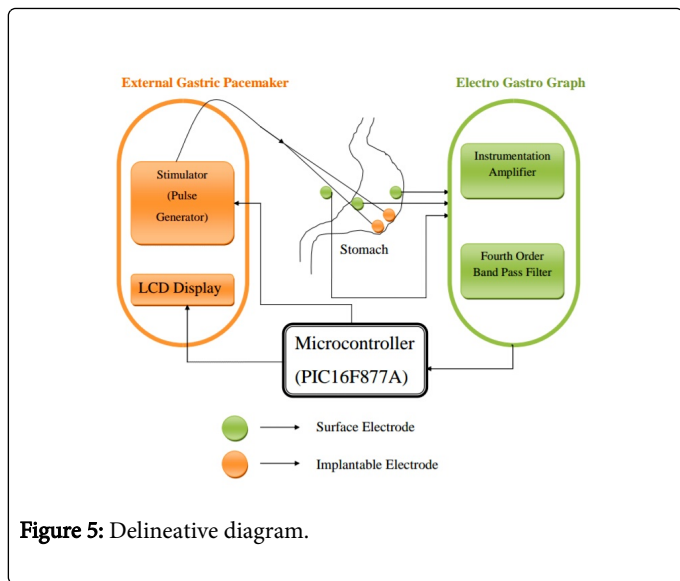 External Gastric Pacemaker
Electro Gastro Graph
Stimulator
(Pulse
Generator)
Instrumentation
Amplifier
Stomach
Fourth Order
Band Pass Filter
LCD Display
Microcontroller
(PIC16F877A)
Surface Electrode
Implantable Electrode
Figure 5: Delineative diagram.